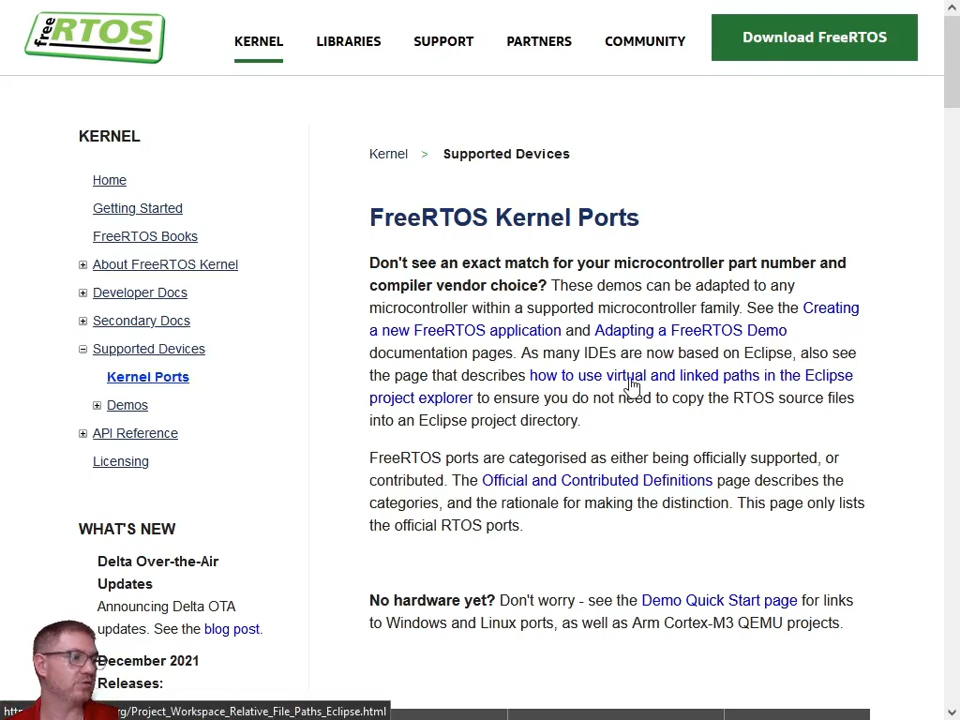 free RTOS
KERNEL
LIBRARIES
SUPPORT
PARTNERS
COMMUNITY
Download FreeRTOS
KERNEL
Home
Getting Started
FreeRTOS Books
About FreeRTOS Kernel
Developer Docs
Secondary Docs
Supported Devices
Kernel Ports
Demos
API Reference
Licensing
WHAT'S NEW
Delta Over-the-Air
Updates
Announcing Delta OTA
updates. See the blog post.
December 2021
Releases:
Kernel > Supported Devices
FreeRTOS Kernel Ports
Don't see an exact match for your microcontroller part number and
compiler vendor choice? These demos can be adapted to any
microcontroller within a supported microcontroller family. See the Creating
a new FreeRTOS application and Adapting a FreeRTOS Demo
documentation pages. As many IDEs are now based on Eclipse, also see
the page that describes how to use virtual and linked paths in the Eclipse
project explorer to ensure you do not need to copy the RTOS source files
into an Eclipse project directory.
FreeRTOS ports are categorised as either being officially supported, or
contributed. The Official and Contributed Definitions page describes the
categories, and the rationale for making the distinction. This page only lists
the official RTOS ports.
No hardware yet? Don't worry - see the Demo Quick Start page for links
to Windows and Linux ports, as well as Arm Cortex-M3 QEMU projects.
rg/Project_Workspace_Relative_File_Paths_Eclipse.html